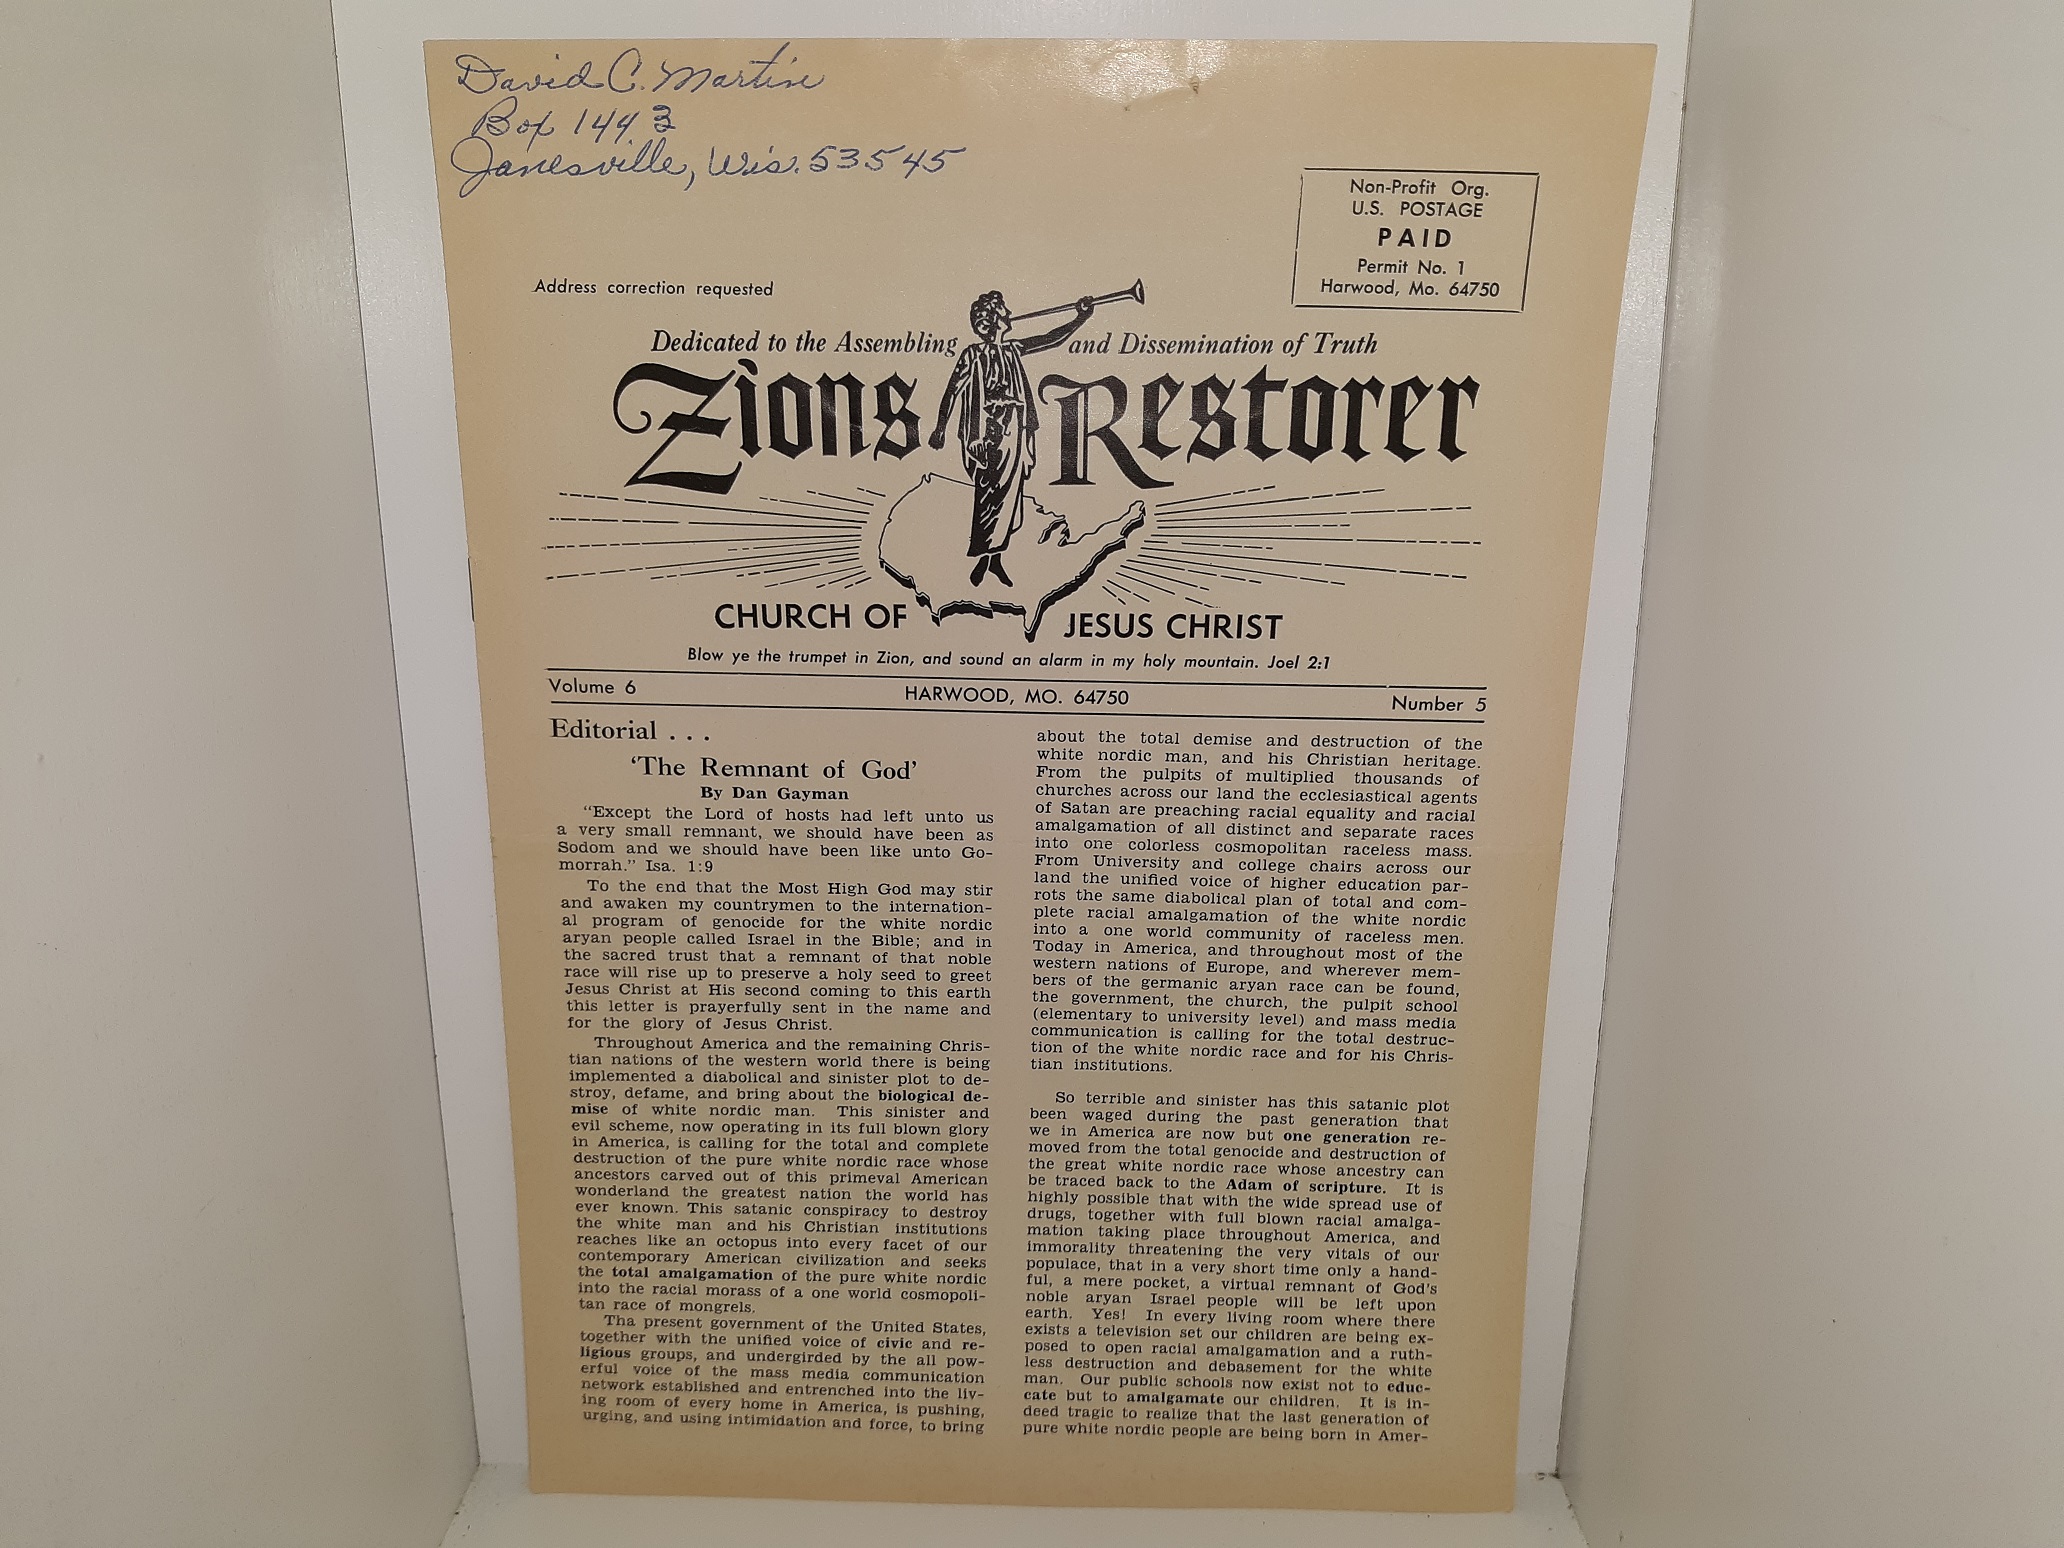 David C. Martin
Box 1443
Janesville, Wis. 53545
Non-Profit Org.
U.S. POSTAGE
PAID
Permit No. 1
Harwood, Mo. 64750
Address correction requested
Dedicated to the Assembling and Dissemination of Truth
Zions Restorer
CHURCH OF JESUS CHRIST
Blow ye the trumpet in Zion, and sound an alarm in my holy mountain. Joel 2:1
Volume 6 HARWOOD, MO. 64750 Number 5
Editorial . . .
'The Remnant of God'
By Dan Gayman
"Except the Lord of hosts had left unto us
a very small remnant, we should have been as
Sodom and we should have been like unto Go-
morrah." Isa. 1:9
To the end that the Most High God may stir
and awaken my countrymen to the internation-
al program of genocide for the white nordic
aryan people called Israel in the Bible; and in
the sacred trust that a remnant of that noble
race will rise up to preserve a holy seed to greet
Jesus Christ at His second coming to this earth
this letter is prayerfully sent in the name and
for the glory of Jesus Christ.
Throughout America and the remaining Chris-
tian nations of the western world there is being
implemented a diabolical and sinister plot to de-
stroy, defame, and bring about the biological de-
mise of white nordic man. This sinister and
evil scheme, now operating in its full blown glory
in America, is calling for the total and complete
destruction of the pure white nordic race whose
ancestors carved out of this primeval American
wonderland the greatest nation the world has
ever known. This satanic conspiracy to destroy
the white man and his Christian institutions
reaches like an octopus into every facet of our
contemporary American civilization and seeks
the total amalgamation of the pure white nordic
into the racial morass of a one world cosmopoli-
tan race of mongrels.
Tha present government of the United States,
together with the unified voice of civic and re-
ligious groups, and undergirded by the all pow-
erful voice of the mass media communication
network established and entrenched into the liv-
ing room of every home in America, is pushing,
urging, and using intimidation and force, to bring
about the total demise and destruction of the
white nordic man, and his Christian heritage.
From the pulpits of multiplied thousands of
churches across our land the ecclesiastical agents
of Satan are preaching racial equality and racial
amalgamation of all distinct and separate races
into one colorless cosmopolitan raceless mass.
From University and college chairs across our
land the unified voice of higher education par-
rots the same diabolical plan of total and com-
plete racial amalgamation of the white nordic
into a one world community of raceless men.
Today in America, and throughout most of the
western nations of Europe, and wherever mem-
bers of the germanic aryan race can be found,
the government, the church, the pulpit school
(elementary to university level) and mass media
communication is calling for the total destruc-
tion of the white nordic race and for his Chris-
tian institutions.
So terrible and sinister has this satanic plot
been waged during the past generation that
we in America are now but one generation re-
moved from the total genocide and destruction of
the great white nordic race whose ancestry can
be traced back to the Adam of scripture. It is
highly possible that with the wide spread use of
drugs, together with full blown racial amalga-
mation taking place throughout America, and
immorality threatening the very vitals of our
populace, that in a very short time only a hand-
ful, a mere pocket, a virtual remnant of God's
noble aryan Israel people will be left upon
earth. Yes! In every living room where there
exists a television set our children are being ex-
posed to open racial amalgamation and a ruth-
less destruction and debasement for the white
man. Our public schools now exist not to educ-
cate but to amalgamate our children. It is in-
deed tragic to realize that the last generation of
pure white nordic people are being born in Amer-